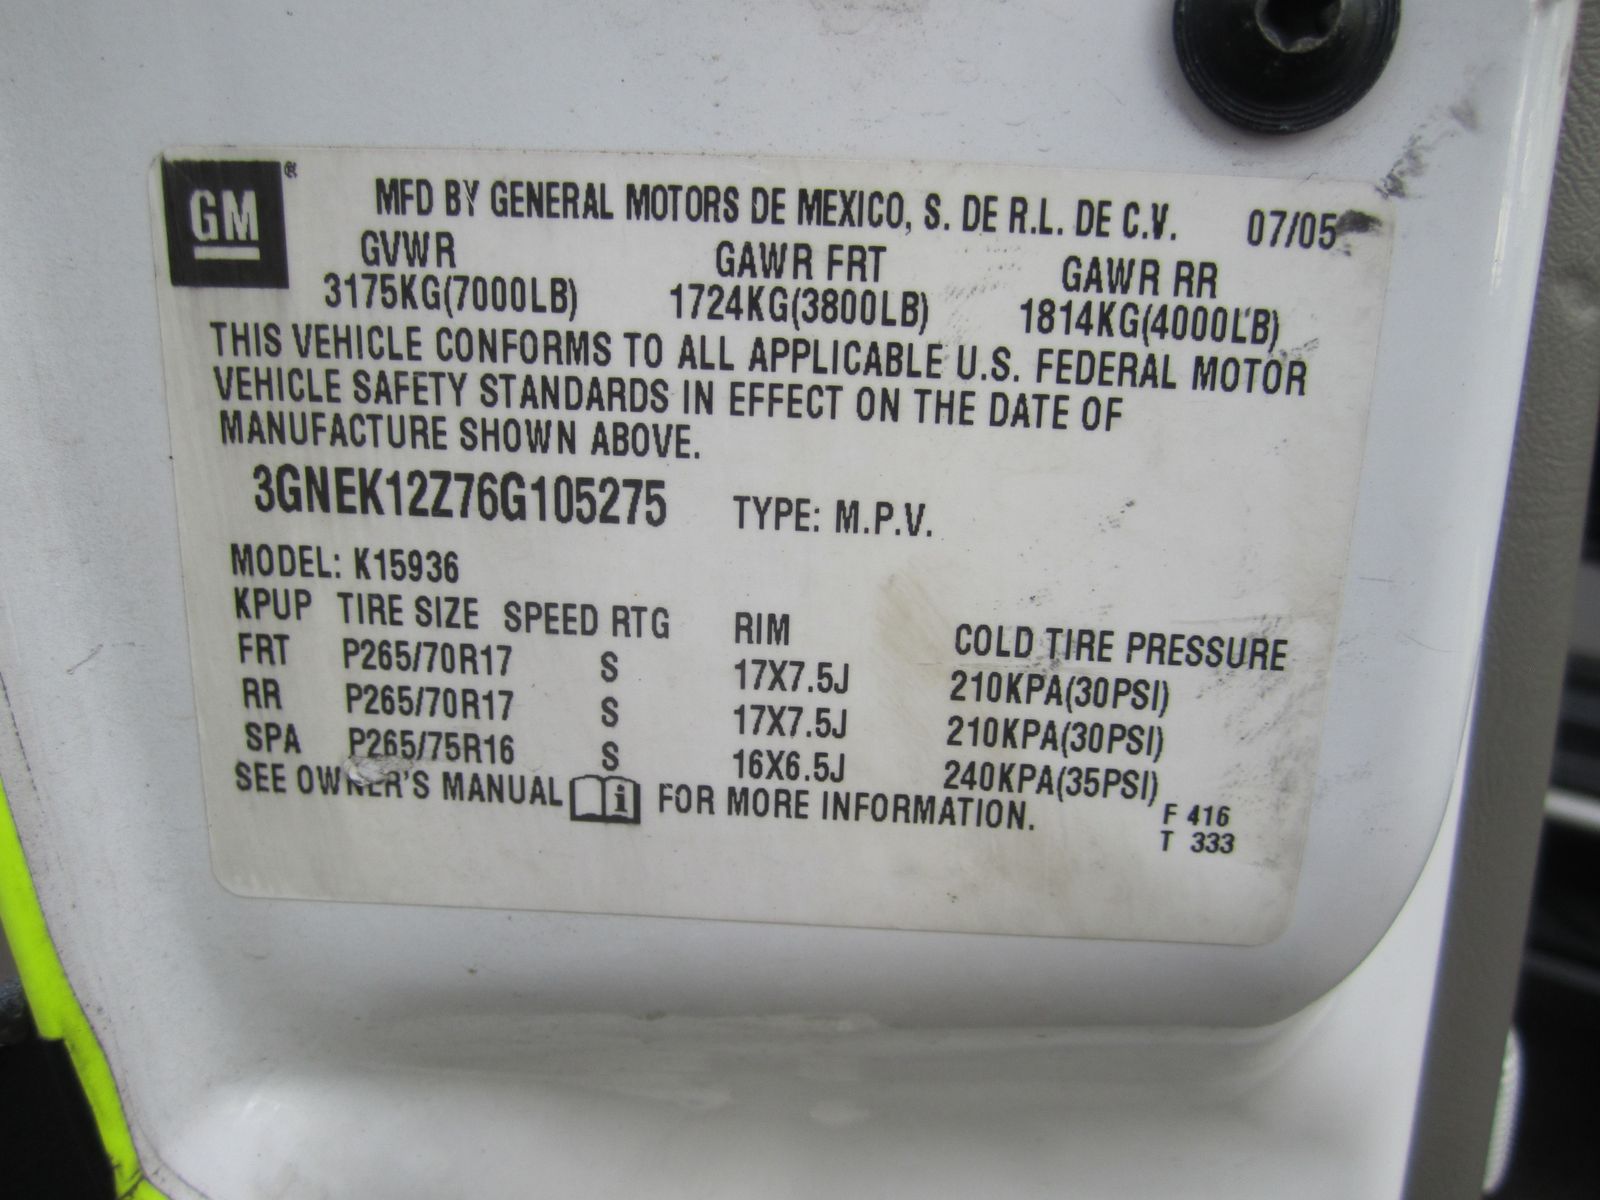 GM ®
MFD BY GENERAL MOTORS DE MEXICO, S. DE R.L. DE C.V. 07/05
GVWR GAWR FRT GAWR RR
3175KG(7000LB) 1724KG(3800LB) 1814KG(4000LB)
THIS VEHICLE CONFORMS TO ALL APPLICABLE U.S. FEDERAL MOTOR
VEHICLE SAFETY STANDARDS IN EFFECT ON THE DATE OF
MANUFACTURE SHOWN ABOVE.
3GNEK12Z76G105275 TYPE: M.P.V.
MODEL: K15936
KPUP TIRE SIZE SPEED RTG RIM COLD TIRE PRESSURE
FRT P265/70R17 S 17X7.5J 210KPA(30PSI)
RR P265/70R17 S 17X7.5J 210KPA(30PSI)
SPA P265/75R16 S 16X6.5J 240KPA(35PSI)
SEE OWNER'S MANUAL i FOR MORE INFORMATION.
F 416
T 333